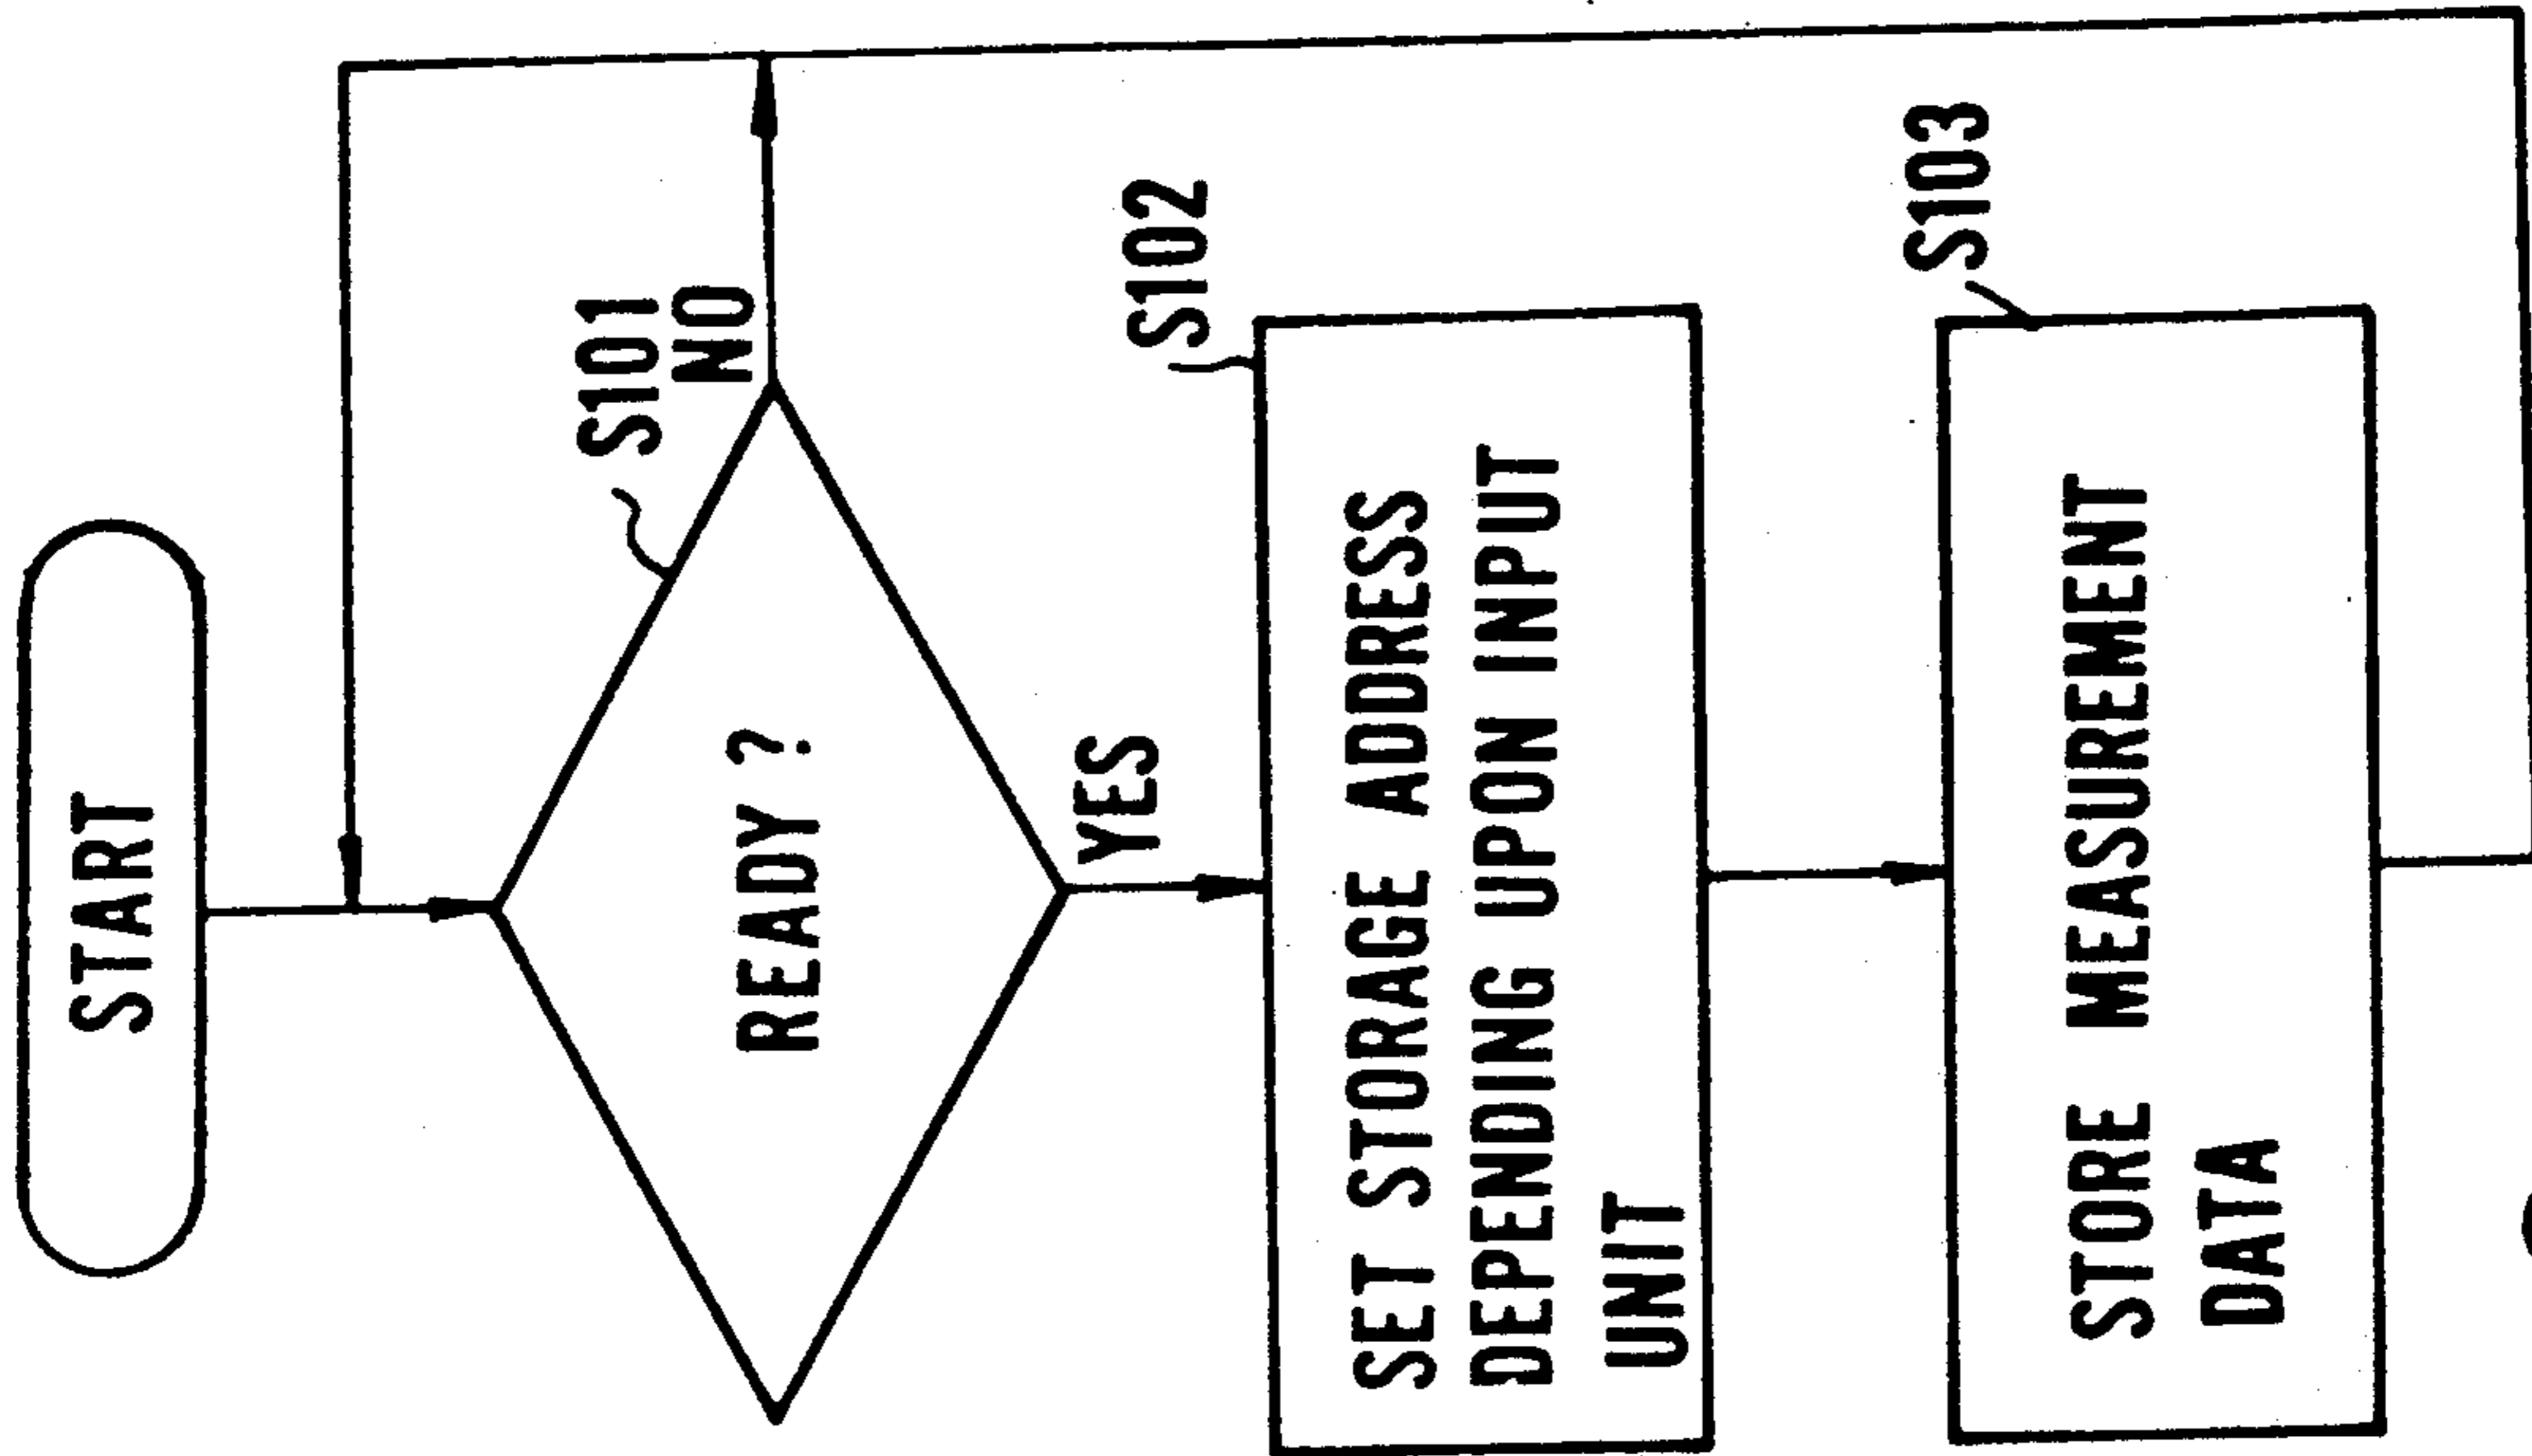 START
S101
NO
READY ?
YES
S102
SET STORAGE ADDRESS
DEPENDING UPON INPUT
UNIT
S103
STORE MEASUREMENT
DATA